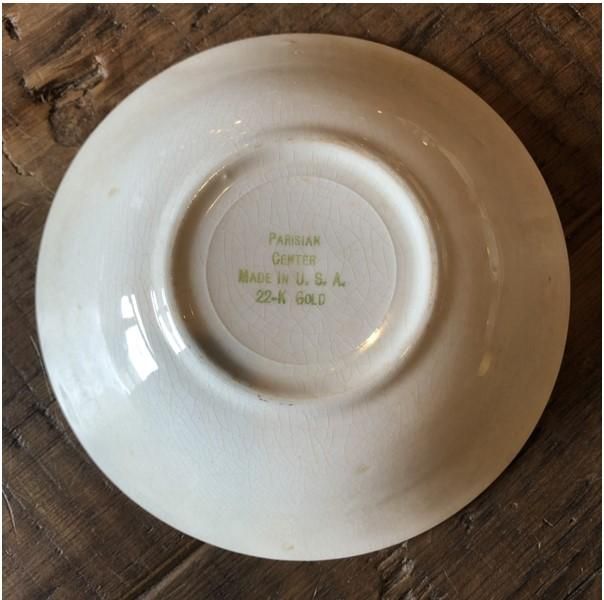 PARISIAN
CENTER
MADE IN U. S. A.
22-K GOLD